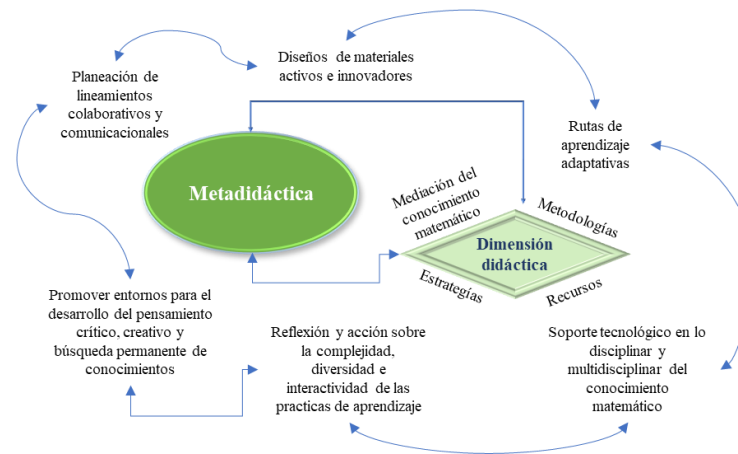 Diseños de materiales
activos e innovadores
Planeación de
lineamientos
colaborativos y
comunicacionales
Rutas de
aprendizaje
adaptativas
Metadidáctica
Mediación del
conocimiento
matemático
Metodologías
Dimensión
didáctica
Estrategías
Recursos
Promover entornos para el
desarrollo del pensamiento
crítico, creativo y
búsqueda permanente de
conocimientos
Reflexión y acción sobre
la complejidad,
diversidad e
interactividad de las
practicas de aprendizaje
Soporte tecnológico en lo
disciplinar y
multidisciplinar del
conocimiento
matemático